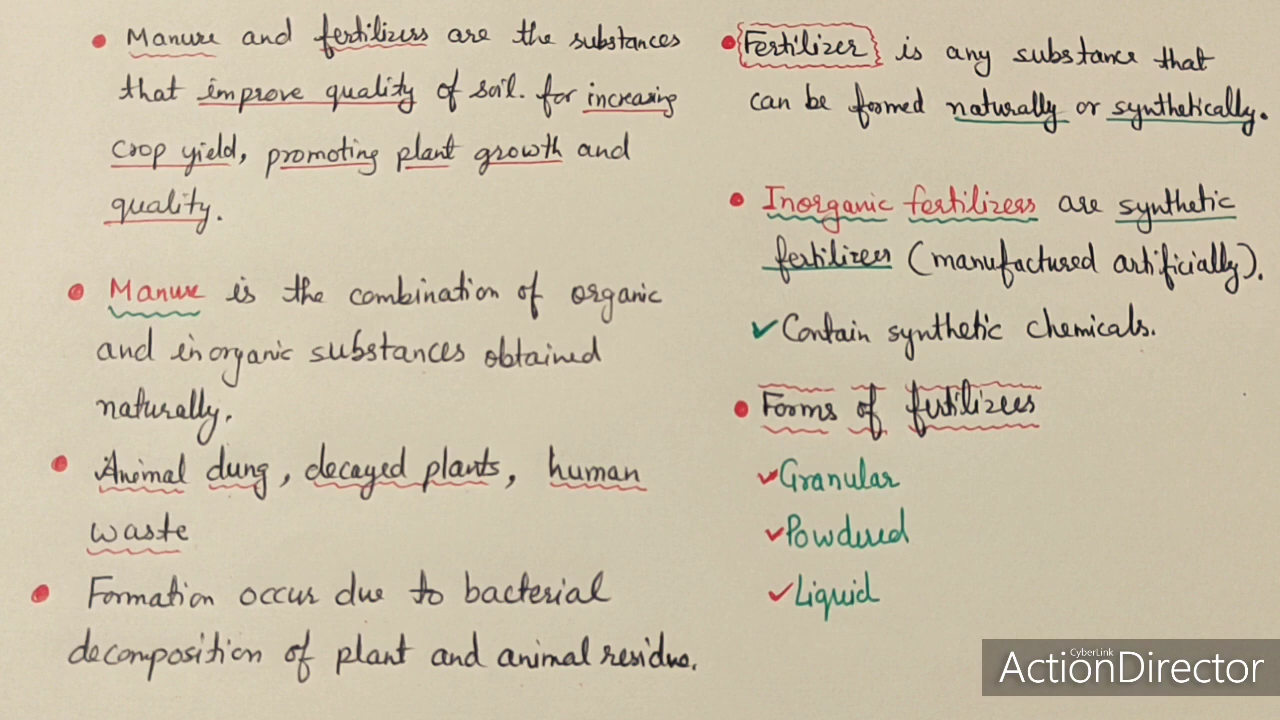 • Manure and fertilizers are the substances
that improve quality of soil. for increasing
crop yield, promoting plant growth and
quality.
• Manure is the combination of organic
and inorganic substances obtained
naturally.
• Animal dung, decayed plants, human
waste
• Formation occur due to bacterial
decomposition of plant and animal residue.
• Fertilizer is any substance that
can be formed naturally or synthetically.
• Inorganic fertilizers are synthetic
fertilizers (manufactured artificially).
✓ Contain synthetic chemicals.
• Forms of fertilizers
✓ Granular
✓ Powdered
✓ Liquid
CyberLink
ActionDirector